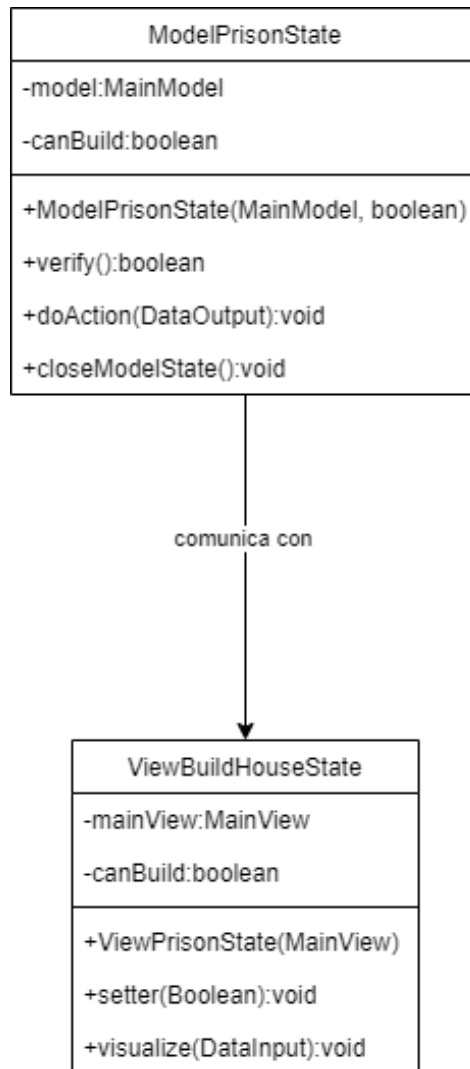 ModelPrisonState
-model:MainModel
-canBuild:boolean
+ModelPrisonState(MainModel, boolean)
+verify():boolean
+doAction(DataOutput):void
+closeModelState():void
comunica con
ViewBuildHouseState
-mainView:MainView
-canBuild:boolean
+ViewPrisonState(MainView)
+setter(Boolean):void
+visualize(DataInput):void